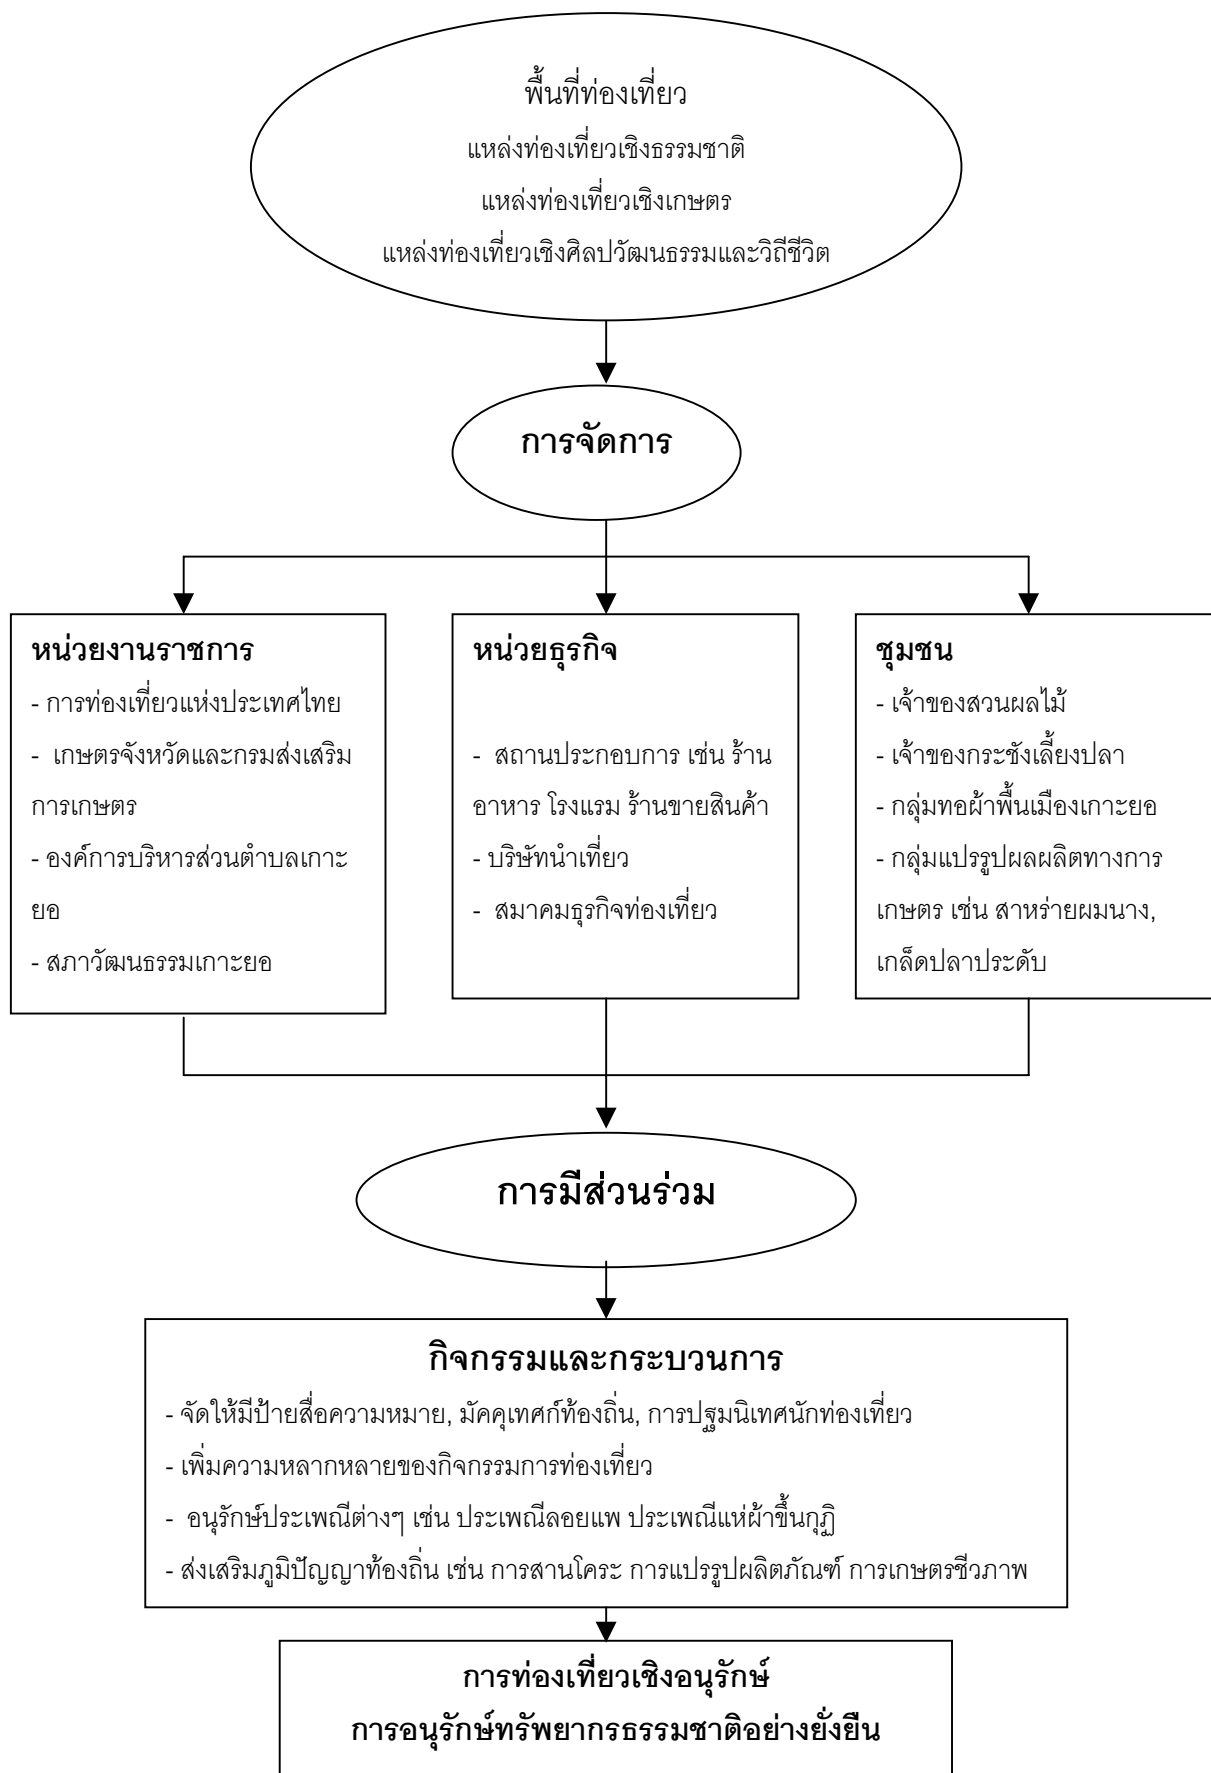 พื้นที่ท่องเที่ยว
แหล่งท่องเที่ยวเชิงธรรมชาติ
แหล่งท่องเที่ยวเชิงเกษตร
แหล่งท่องเที่ยวเชิงศิลปวัฒนธรรมและวิถีชีวิต
การจัดการ
หน่วยงานราชการ
- การท่องเที่ยวแห่งประเทศไทย
- เกษตรจังหวัดและกรมส่งเสริม
การเกษตร
- องค์การบริหารส่วนตำบลเกาะ
ยอ
- สภาวัฒนธรรมเกาะยอ
หน่วยธุรกิจ
- สถานประกอบการ เช่น ร้าน
อาหาร โรงแรม ร้านขายสินค้า
- บริษัทนำเที่ยว
- สมาคมธุรกิจท่องเที่ยว
ชุมชน
- เจ้าของสวนผลไม้
- เจ้าของกระชังเลี้ยงปลา
- กลุ่มทอผ้าพื้นเมืองเกาะยอ
- กลุ่มแปรรูปผลผลิตทางการ
เกษตร เช่น สาหร่ายผมนาง,
เกล็ดปลาประดับ
การมีส่วนร่วม
กิจกรรมและกระบวนการ
- จัดให้มีป้ายสื่อความหมาย, มัคคุเทศก์ท้องถิ่น, การปฐมนิเทศนักท่องเที่ยว
- เพิ่มความหลากหลายของกิจกรรมการท่องเที่ยว
- อนุรักษ์ประเพณีต่างๆ เช่น ประเพณีลอยแพ ประเพณีแห่ผ้าขึ้นกุฏิ
- ส่งเสริมภูมิปัญญาท้องถิ่น เช่น การสานโคระ การแปรรูปผลิตภัณฑ์ การเกษตรชีวภาพ
การท่องเที่ยวเชิงอนุรักษ์
การอนุรักษ์ทรัพยากรธรรมชาติอย่างยั่งยืน